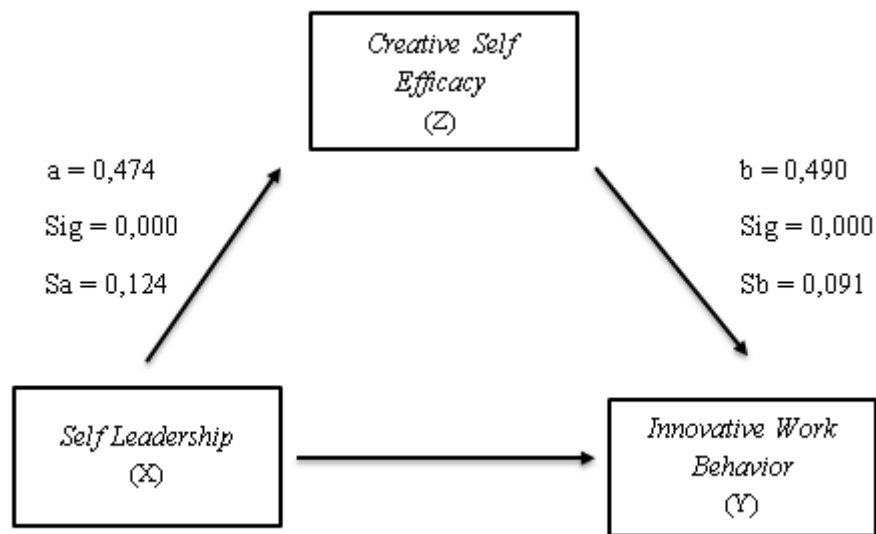 Creative Self
Efficacy
(Z)
a = 0,474
Sig = 0,000
Sa = 0,124
b = 0,490
Sig = 0,000
Sb = 0,091
Self Leadership
(X)
Innovative Work
Behavior
(Y)